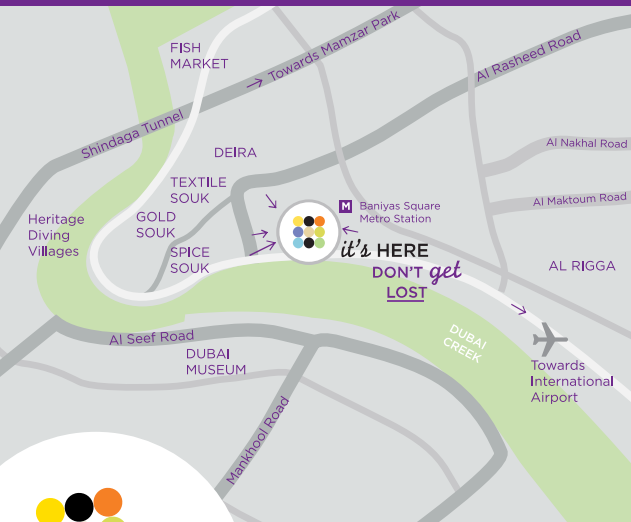 FISH
MARKET
Towards Mamzar Park
Al Rasheed Road
Shindaga Tunnel
Al Nakhal Road
DEIRA
TEXTILE
SOUK
Al Maktoum Road
M Baniyas Square
Metro Station
Heritage
Diving
Villages
GOLD
SOUK
SPICE
SOUK
it's HERE
DON'T get
LOST
AL RIGGA
Al Seef Road
DUBAI
MUSEUM
DUBAI
CREEK
Towards
International
Airport
Mankhool Road